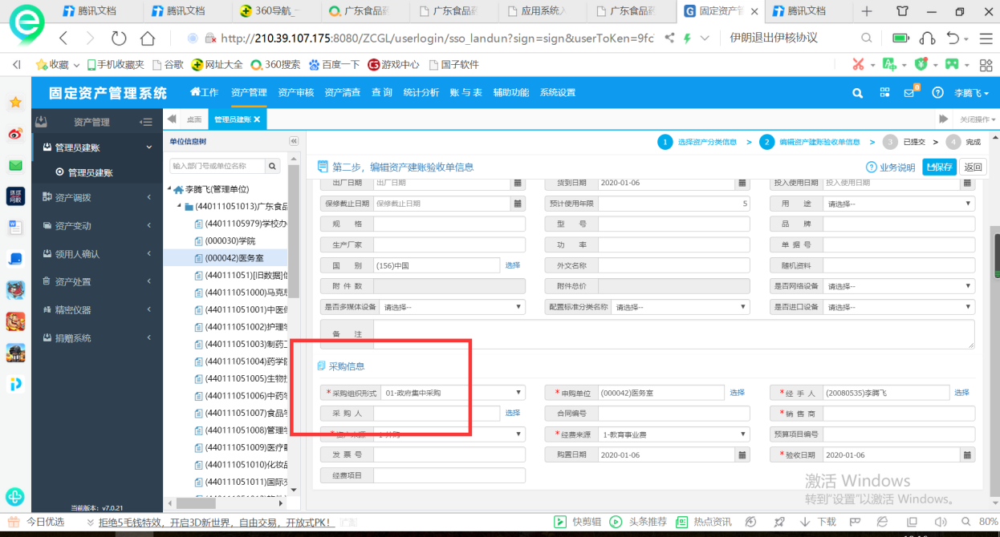 腾讯文档 腾讯文档 360导航_ 广东食品药 广东食品药 应用系统入 广东食品药 固定资产管 腾讯文档
http://210.39.107.175:8080/ZCGL/userlogin/sso_landun?sign=sign&userToKen=9fc 伊朗退出伊核协议
收藏 手机收藏夹 谷歌 网址大全 360搜索 百度一下 游戏中心 国子软件
固定资产管理系统 工作 资产管理 资产审核 资产清查 查询 统计分析 账与表 辅助功能 系统设置 8 李腾飞
资产管理 桌面 管理员建账 关闭操作
管理员建账
管理员建账
资产调拨
资产变动
领用人确认
资产处置
精密仪器
捐赠系统
当前版本：v7.0.21
单位信息树
输入部门号或单位名称
李腾飞(管理单位)
(440111051013)广东食品
(440111105979)学校办
(000030)学院
(000042)医务室
(440111051)[旧数据]信
(440111051000)马克思
(440111051001)中医保
(440111051002)护理学
(440111051003)制药工
(440111051004)药学院
(440111051005)生物技
(440111051006)中药学
(440111051007)食品学
(440111051008)管理学
(440111051009)医疗器
(440111051010)化妆品
(440111051011)国际交
1 选择资产分类信息 > 2 编辑资产建账验收单信息 > 3 已提交 > 4 完成
第二步，编辑资产建账验收单信息 业务说明 保存 返回
出厂日期 出厂日期 货到日期 2020-01-06 投入使用日期 投入使用日期
保修截止日期 保修截止日期 预计使用年限 5 用 途 请选择--
规 格 型 号 品 牌
生产厂家 功 率 单 据 号
国 别 (156)中国 选择 外文名称 随机资料
附 件 数 附件总价 是否网络设备 请选择--
是否多媒体设备 请选择-- 配置标准分类名称 请选择-- 是否进口设备 请选择--
备 注
采购信息
*采购组织形式 01-政府集中采购 *申购单位 (000042)医务室 选择 *经 手 人 (20080535)李腾飞 选择
采 购 人 选择 合同编号 *销 售 商
*资产来源 1-外购 *经费来源 1-教育事业费 预算项目编号
发 票 号 购置日期 2020-01-06 *验收日期 2020-01-06
经费项目
激活 Windows
转到"设置"以激活 Windows。
今日优选 拒绝5毛钱特效，开启3D新世界，自由交易，开放式PK！ 广告 快剪辑 头条推荐 热点资讯 下载 80%